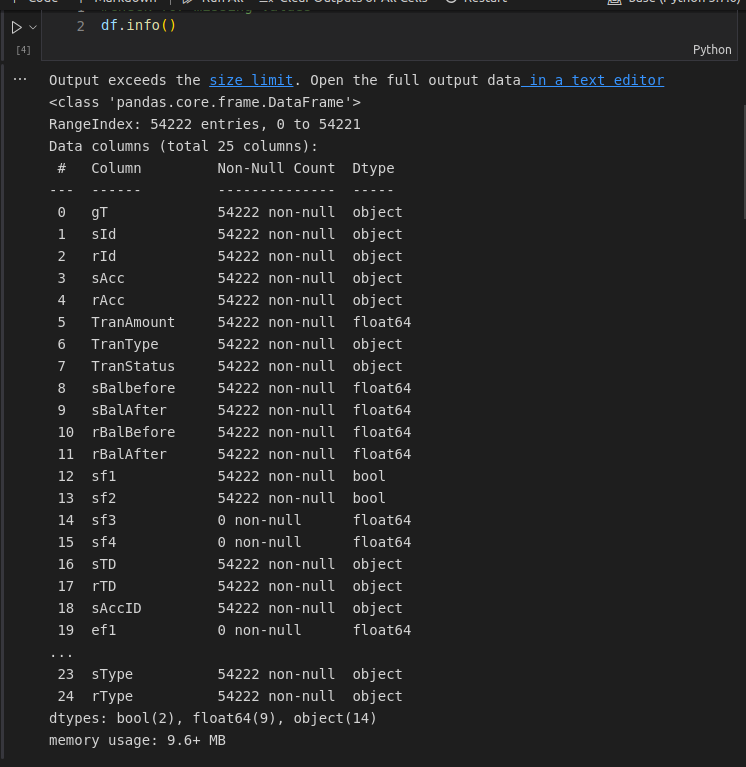 2 df.info()
[4]
Python
... Output exceeds the size limit. Open the full output data in a text editor
<class 'pandas.core.frame.DataFrame'>
RangeIndex: 54222 entries, 0 to 54221
Data columns (total 25 columns):
 #   Column         Non-Null Count  Dtype
---  ------         --------------  -----
 0   gT             54222 non-null  object
 1   sId            54222 non-null  object
 2   rId            54222 non-null  object
 3   sAcc           54222 non-null  object
 4   rAcc           54222 non-null  object
 5   TranAmount     54222 non-null  float64
 6   TranType       54222 non-null  object
 7   TranStatus     54222 non-null  object
 8   sBalbefore     54222 non-null  float64
 9   sBalAfter      54222 non-null  float64
 10  rBalBefore     54222 non-null  float64
 11  rBalAfter      54222 non-null  float64
 12  sf1            54222 non-null  bool
 13  sf2            54222 non-null  bool
 14  sf3            0 non-null      float64
 15  sf4            0 non-null      float64
 16  sTD            54222 non-null  object
 17  rTD            54222 non-null  object
 18  sAccID         54222 non-null  object
 19  ef1            0 non-null      float64
...
 23  sType          54222 non-null  object
 24  rType          54222 non-null  object
dtypes: bool(2), float64(9), object(14)
memory usage: 9.6+ MB